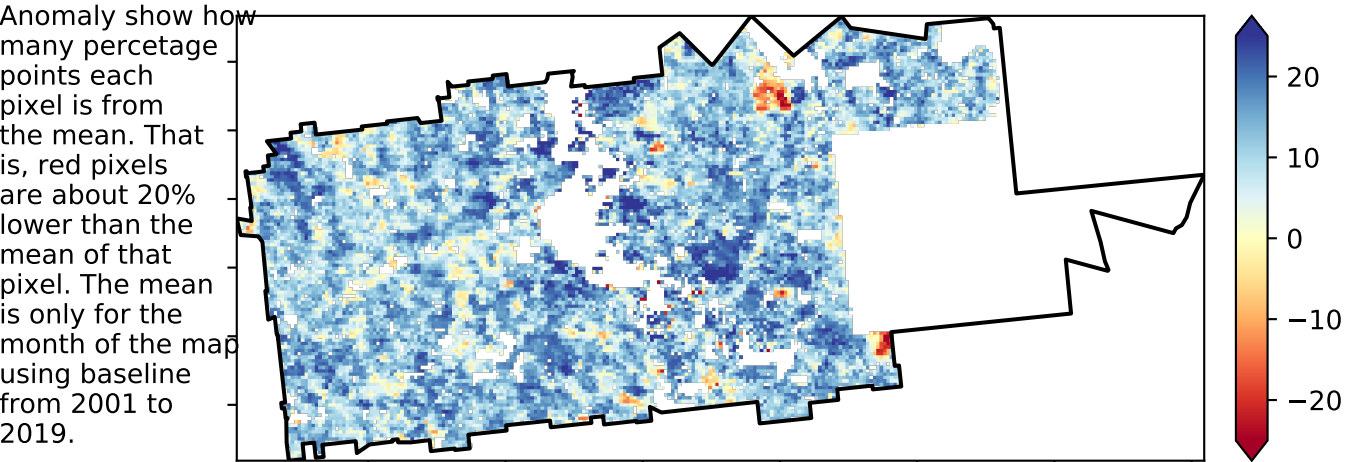 Anomaly show how
many percetage
points each
pixel is from
the mean. That
is, red pixels
are about 20%
lower than the
mean of that
pixel. The mean
is only for the
month of the map
using baseline
from 2001 to
2019.
20
10
0
−10
−20